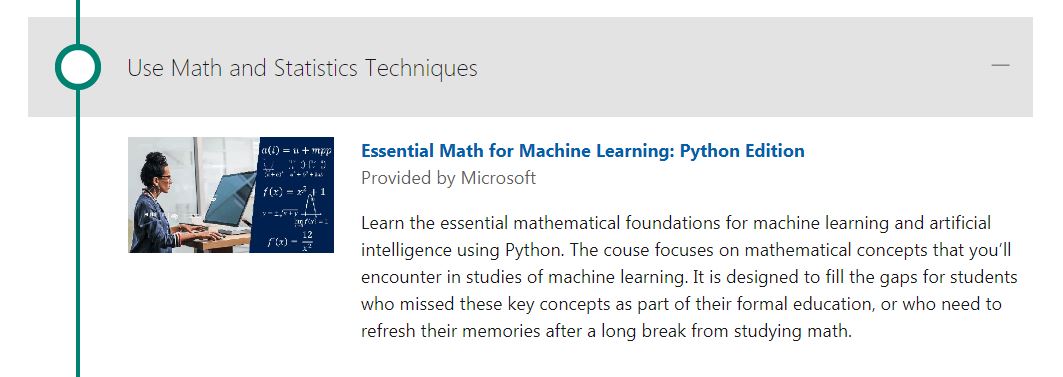 Use Math and Statistics Techniques
Essential Math for Machine Learning: Python Edition
Provided by Microsoft
Learn the essential mathematical foundations for machine learning and artificial
intelligence using Python. The couse focuses on mathematical concepts that you'll
encounter in studies of machine learning. It is designed to fill the gaps for students
who missed these key concepts as part of their formal education, or who need to
refresh their memories after a long break from studying math.
a(i) = u + mpp
f(x) = x² + 1
f'(x) = 12/x²